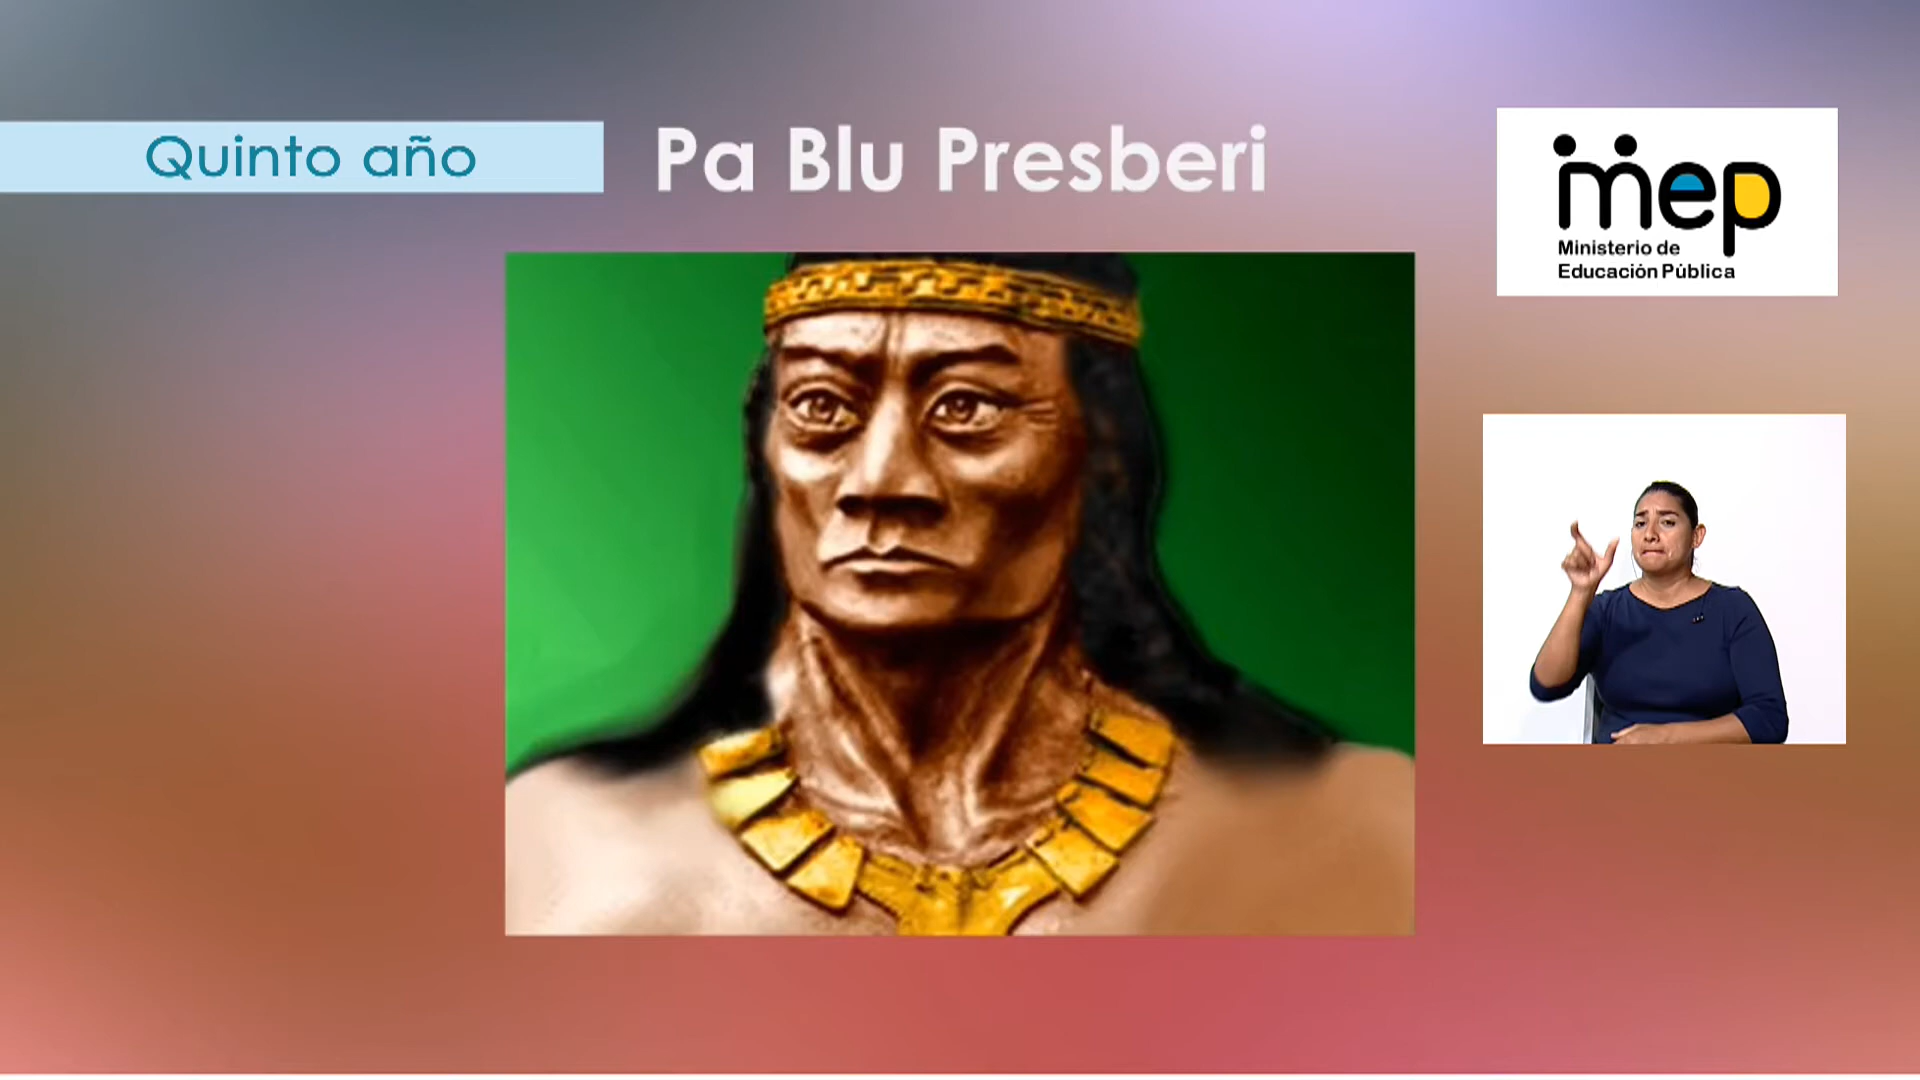 Quinto año
Pa Blu Presberi
mep
Ministerio de
Educación Pública